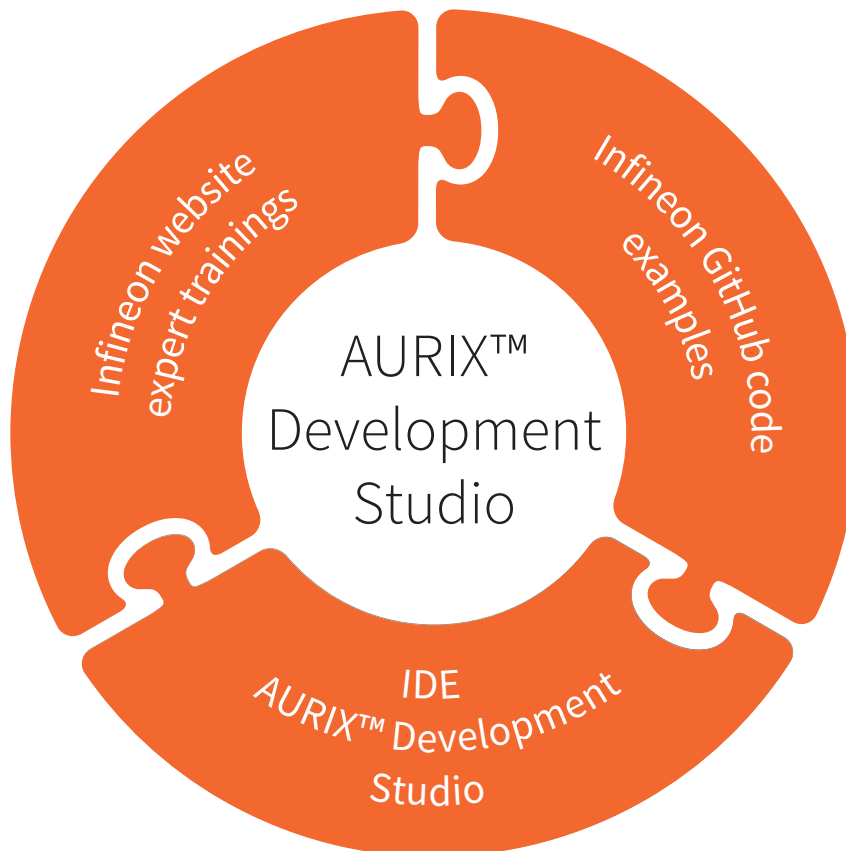 Infineon website
expert trainings
Infineon GitHub code
examples
AURIX™
Development
Studio
IDE
AURIX™ Development
Studio